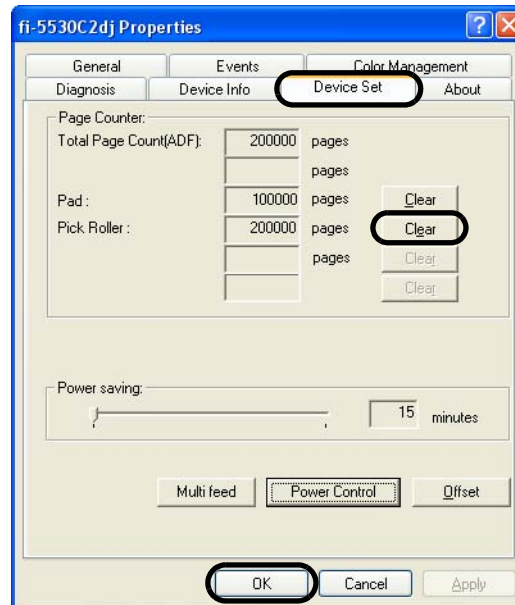 fi-5530C2dj Properties
General Events Color Management
Diagnosis Device Info Device Set About
Page Counter:
Total Page Count(ADF): 200000 pages
pages
Pad : 100000 pages Clear
Pick Roller : 200000 pages Clear
pages Clear
Clear
Power saving:
15 minutes
Multi feed Power Control Offset
OK Cancel Apply